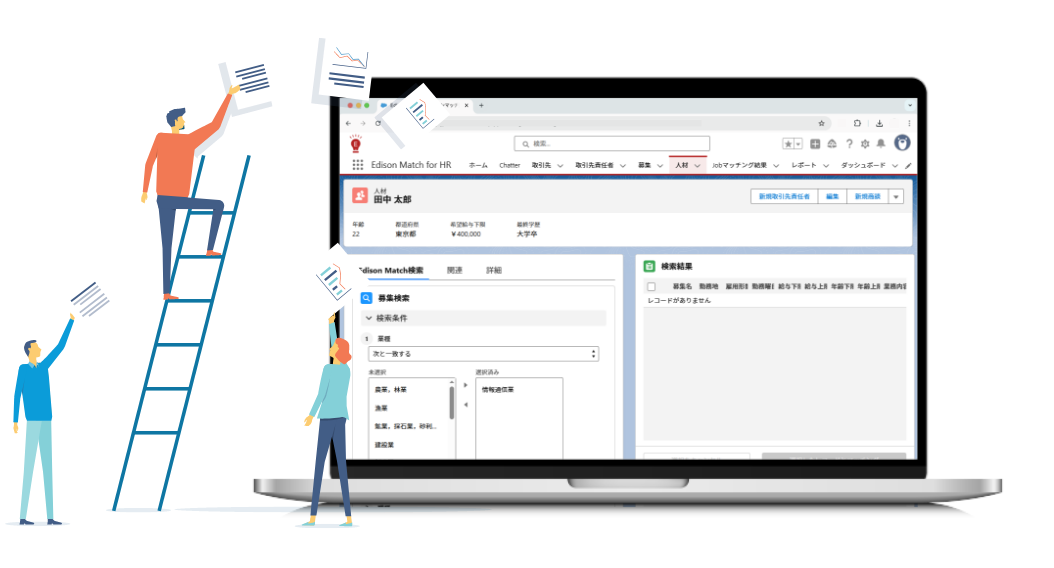 検索...
Edison Match for HR ホーム Chatter 取引先 取引先責任者 募集 人材 Jobマッチング結果 レポート ダッシュボード
人材
田中 太郎
新規取引先責任者 編集 新規商談
年齢 都道府県 希望給与下限 最終学歴
22 東京都 ￥400,000 大学卒
Edison Match検索 関連 詳細
検索結果
募集名 勤務地 雇用形態 勤務曜日 給与下限 給与上限 年齢下限 年齢上限 業務内容
レコードがありません
募集検索
検索条件
1 業種
次と一致する
未選択 選択済み
農業，林業 情報通信業
漁業
鉱業，採石業，砂利...
建設業